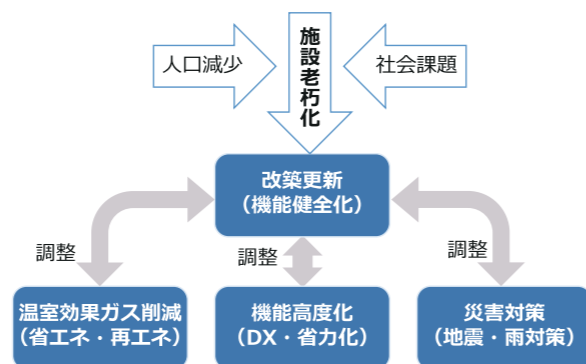 人口減少
施設老朽化
社会課題
改築更新
（機能健全化）
調整
調整
調整
温室効果ガス削減
（省エネ・再エネ）
機能高度化
（DX・省力化）
災害対策
（地震・雨対策）